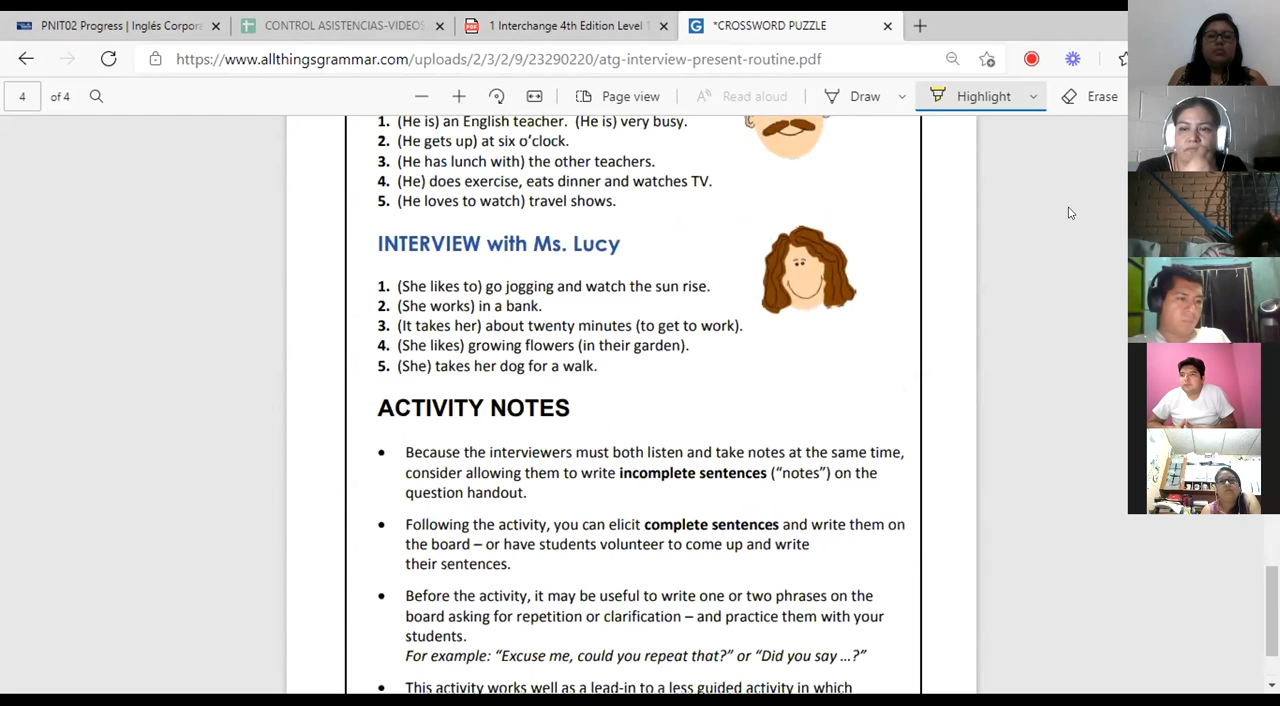 PNIT02 Progress | Inglés Corpora
CONTROL ASISTENCIAS-VIDEOS
1 Interchange 4th Edition Level 1
*CROSSWORD PUZZLE
https://www.allthingsgrammar.com/uploads/2/3/2/9/23290220/atg-interview-present-routine.pdf
4 of 4
Page view
Read aloud
Draw
Highlight
Erase
1. (He is) an English teacher. (He is) very busy.
2. (He gets up) at six o'clock.
3. (He has lunch with) the other teachers.
4. (He) does exercise, eats dinner and watches TV.
5. (He loves to watch) travel shows.
INTERVIEW with Ms. Lucy
1. (She likes to) go jogging and watch the sun rise.
2. (She works) in a bank.
3. (It takes her) about twenty minutes (to get to work).
4. (She likes) growing flowers (in their garden).
5. (She) takes her dog for a walk.
ACTIVITY NOTES
• Because the interviewers must both listen and take notes at the same time,
consider allowing them to write incomplete sentences ("notes") on the
question handout.
• Following the activity, you can elicit complete sentences and write them on
the board – or have students volunteer to come up and write
their sentences.
• Before the activity, it may be useful to write one or two phrases on the
board asking for repetition or clarification – and practice them with your
students.
For example: "Excuse me, could you repeat that?" or "Did you say ...?"
• This activity works well as a lead-in to a less guided activity in which